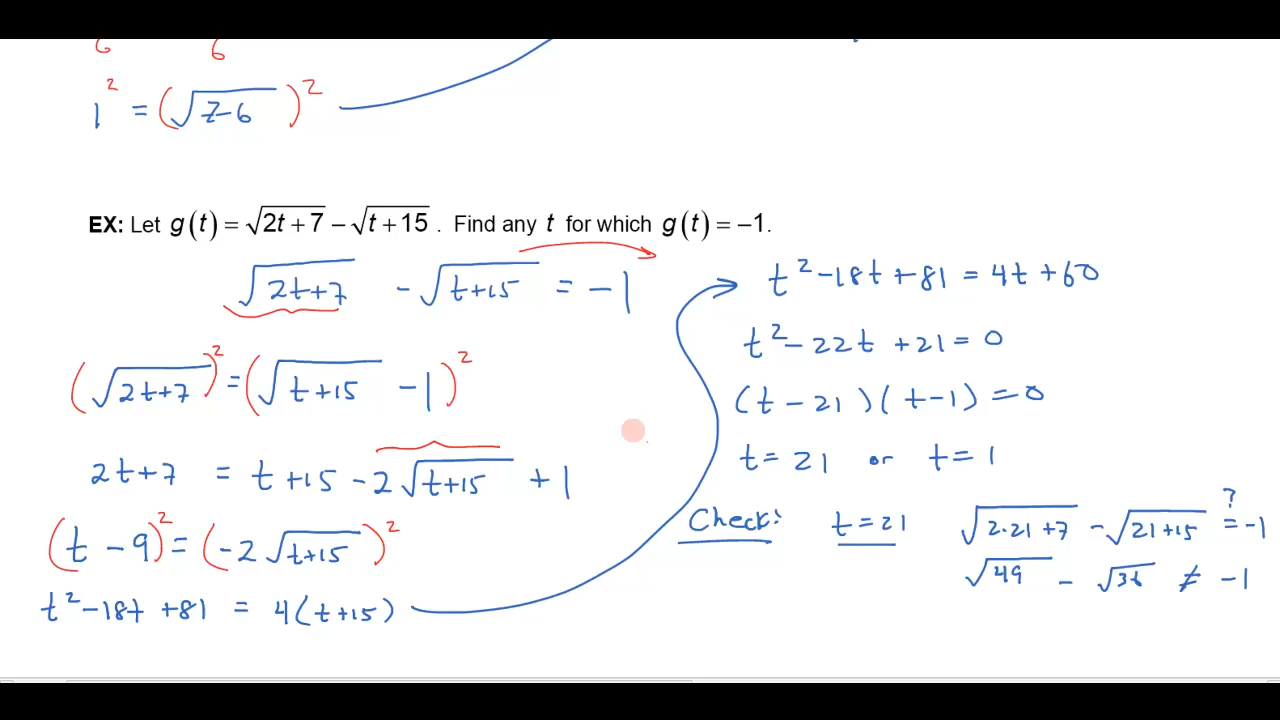 6 6
1² = (√z-6)²
EX: Let g(t) = √2t+7 − √t+15. Find any t for which g(t) = −1.
√2t+7 - √t+15 = -1
(√2t+7)² = (√t+15 - 1)²
2t+7 = t+15 - 2√t+15 + 1
(t - 9)² = (-2√t+15)²
t² - 18t + 81 = 4(t+15)
t² - 18t + 81 = 4t + 60
t² - 22t + 21 = 0
(t - 21)(t - 1) = 0
t = 21 or t = 1
Check: t = 21 √2·21+7 - √21+15 ?= -1
√49 - √36 ≠ -1